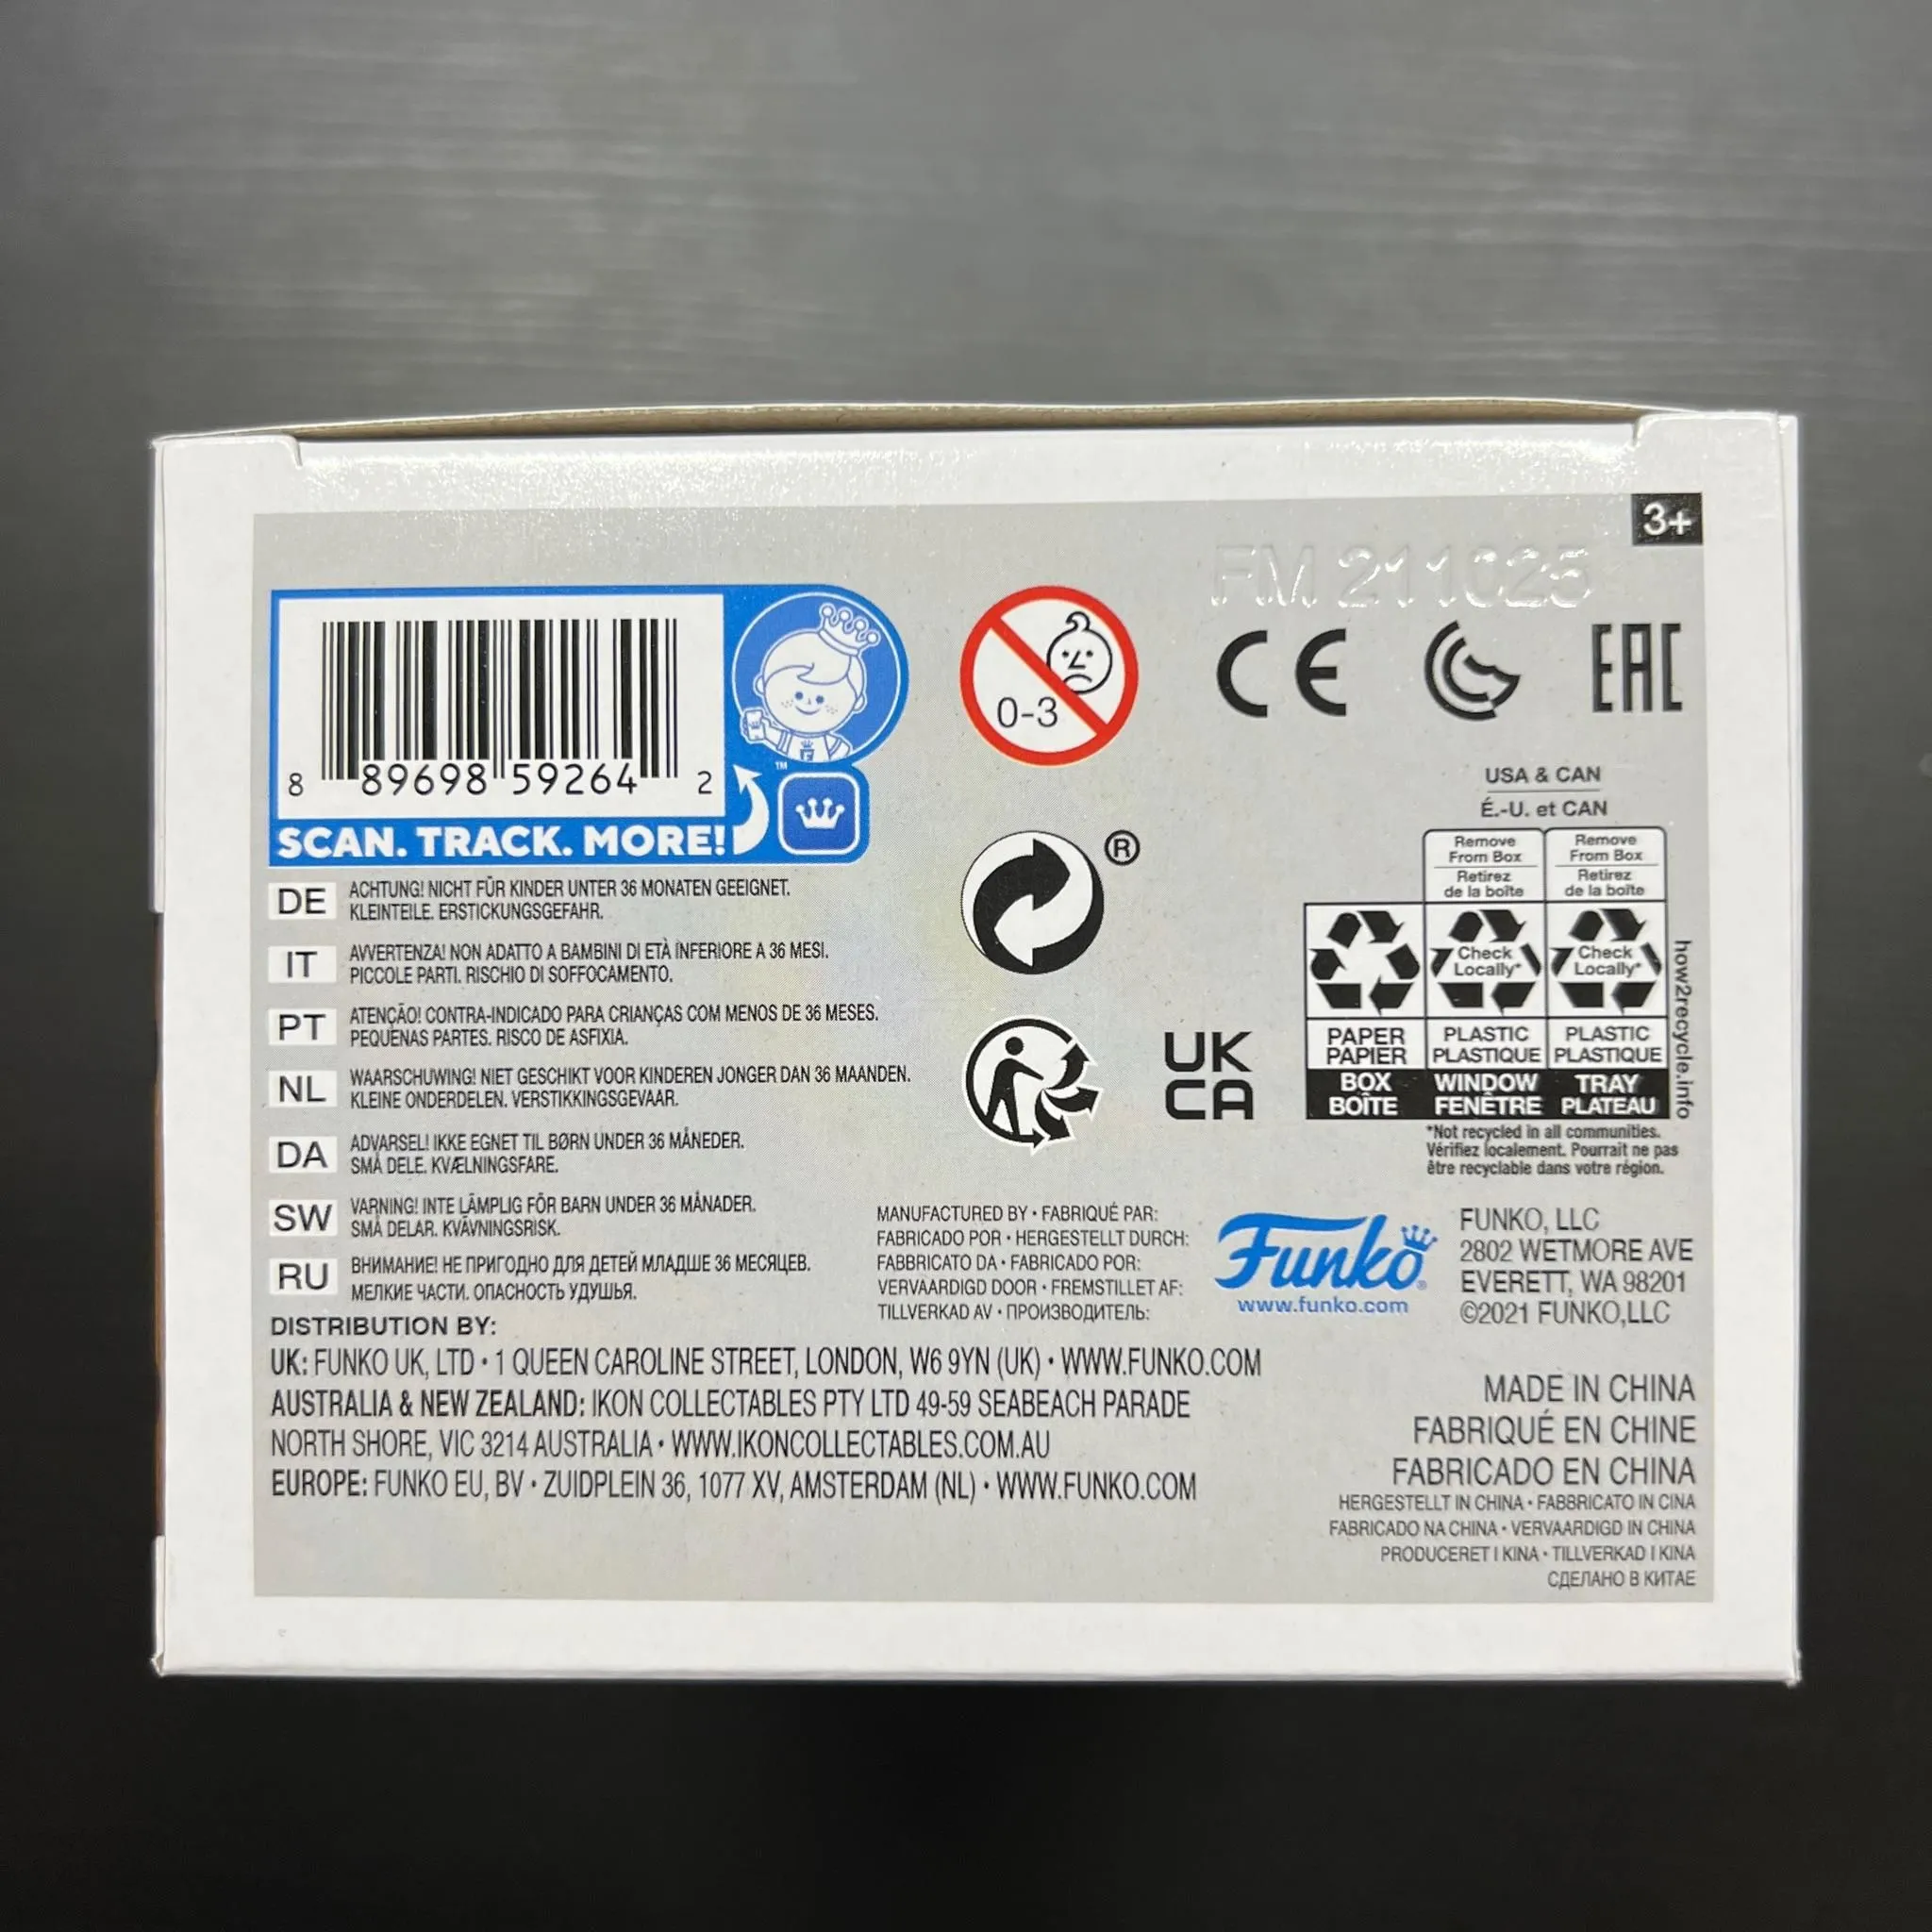 3+
FM 211025
8 89698 59264 2
SCAN. TRACK. MORE!
TM
0-3
CE
EAC
USA & CAN
É.-U. et CAN
Remove
From Box
Retirez
de la boîte
Remove
From Box
Retirez
de la boîte
®
Check
Locally*
Check
Locally*
PAPER
PAPIER
PLASTIC
PLASTIQUE
PLASTIC
PLASTIQUE
BOX
BOÎTE
WINDOW
FENÊTRE
TRAY
PLATEAU
how2recycle.info
*Not recycled in all communities.
Vérifiez localement. Pourrait ne pas
être recyclable dans votre région.
UK
CA
DE ACHTUNG! NICHT FÜR KINDER UNTER 36 MONATEN GEEIGNET.
KLEINTEILE. ERSTICKUNGSGEFAHR.
IT AVVERTENZA! NON ADATTO A BAMBINI DI ETÀ INFERIORE A 36 MESI.
PICCOLE PARTI. RISCHIO DI SOFFOCAMENTO.
PT ATENÇÃO! CONTRA-INDICADO PARA CRIANÇAS COM MENOS DE 36 MESES.
PEQUENAS PARTES. RISCO DE ASFIXIA.
NL WAARSCHUWING! NIET GESCHIKT VOOR KINDEREN JONGER DAN 36 MAANDEN.
KLEINE ONDERDELEN. VERSTIKKINGSGEVAAR.
DA ADVARSEL! IKKE EGNET TIL BØRN UNDER 36 MÅNEDER.
SMÅ DELE. KVÆLNINGSFARE.
SW VARNING! INTE LÄMPLIG FÖR BARN UNDER 36 MÅNADER.
SMÅ DELAR. KVÄVNINGSRISK.
RU ВНИМАНИЕ! НЕ ПРИГОДНО ДЛЯ ДЕТЕЙ МЛАДШЕ 36 МЕСЯЦЕВ.
МЕЛКИЕ ЧАСТИ. ОПАСНОСТЬ УДУШЬЯ.
MANUFACTURED BY • FABRIQUÉ PAR:
FABRICADO POR • HERGESTELLT DURCH:
FABBRICATO DA • FABRICADO POR:
VERVAARDIGD DOOR • FREMSTILLET AF:
TILLVERKAD AV • ПРОИЗВОДИТЕЛЬ:
Funko®
www.funko.com
FUNKO, LLC
2802 WETMORE AVE
EVERETT, WA 98201
©2021 FUNKO,LLC
DISTRIBUTION BY:
UK: FUNKO UK, LTD • 1 QUEEN CAROLINE STREET, LONDON, W6 9YN (UK) • WWW.FUNKO.COM
AUSTRALIA & NEW ZEALAND: IKON COLLECTABLES PTY LTD 49-59 SEABEACH PARADE
NORTH SHORE, VIC 3214 AUSTRALIA • WWW.IKONCOLLECTABLES.COM.AU
EUROPE: FUNKO EU, BV • ZUIDPLEIN 36, 1077 XV, AMSTERDAM (NL) • WWW.FUNKO.COM
MADE IN CHINA
FABRIQUÉ EN CHINE
FABRICADO EN CHINA
HERGESTELLT IN CHINA • FABBRICATO IN CINA
FABRICADO NA CHINA • VERVAARDIGD IN CHINA
PRODUCERET I KINA • TILLVERKAD I KINA
СДЕЛАНО В КИТАЕ